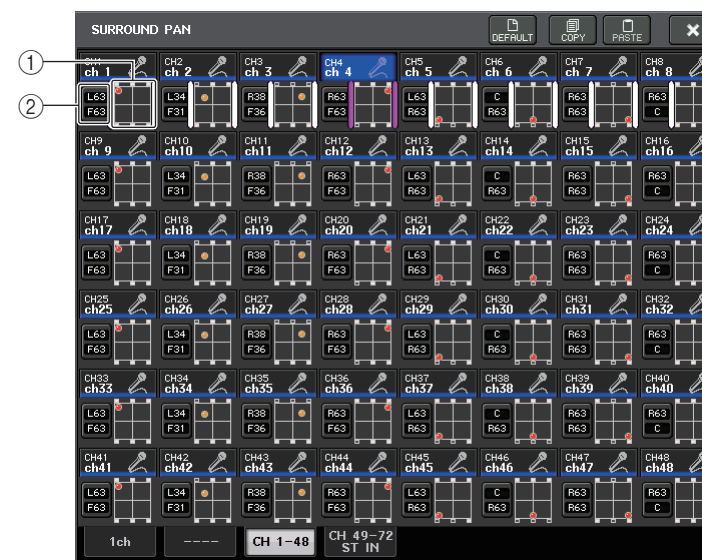 SURROUND PAN DEFAULT COPY PASTE
①
②
CH1 CH2 CH3 CH4 CH5 CH6 CH7 CH8
ch 1 ch 2 ch 3 ch 4 ch 5 ch 6 ch 7 ch 8
L63 L34 R38 R63 L63 C R63 R63
F63 F31 F36 F63 R63 R63 R63 C
CH9 CH10 CH11 CH12 CH13 CH14 CH15 CH16
ch 9 ch10 ch11 ch12 ch13 ch14 ch15 ch16
L63 L34 R38 R63 L63 C R63 R63
F63 F31 F36 F63 R63 R63 R63 C
CH17 CH18 CH19 CH20 CH21 CH22 CH23 CH24
ch17 ch18 ch19 ch20 ch21 ch22 ch23 ch24
L63 L34 R38 R63 L63 C R63 R63
F63 F31 F36 F63 R63 R63 R63 C
CH25 CH26 CH27 CH28 CH29 CH30 CH31 CH32
ch25 ch26 ch27 ch28 ch29 ch30 ch31 ch32
L63 L34 R38 R63 L63 C R63 R63
F63 F31 F36 F63 R63 R63 R63 C
CH33 CH34 CH35 CH36 CH37 CH38 CH39 CH40
ch33 ch34 ch35 ch36 ch37 ch38 ch39 ch40
L63 L34 R38 R63 L63 C R63 R63
F63 F31 F36 F63 R63 R63 R63 C
CH41 CH42 CH43 CH44 CH45 CH46 CH47 CH48
ch41 ch42 ch43 ch44 ch45 ch46 ch47 ch48
L63 L34 R38 R63 L63 C R63 R63
F63 F31 F36 F63 R63 R63 R63 C
1ch ---- CH 1-48 CH 49-72
ST IN